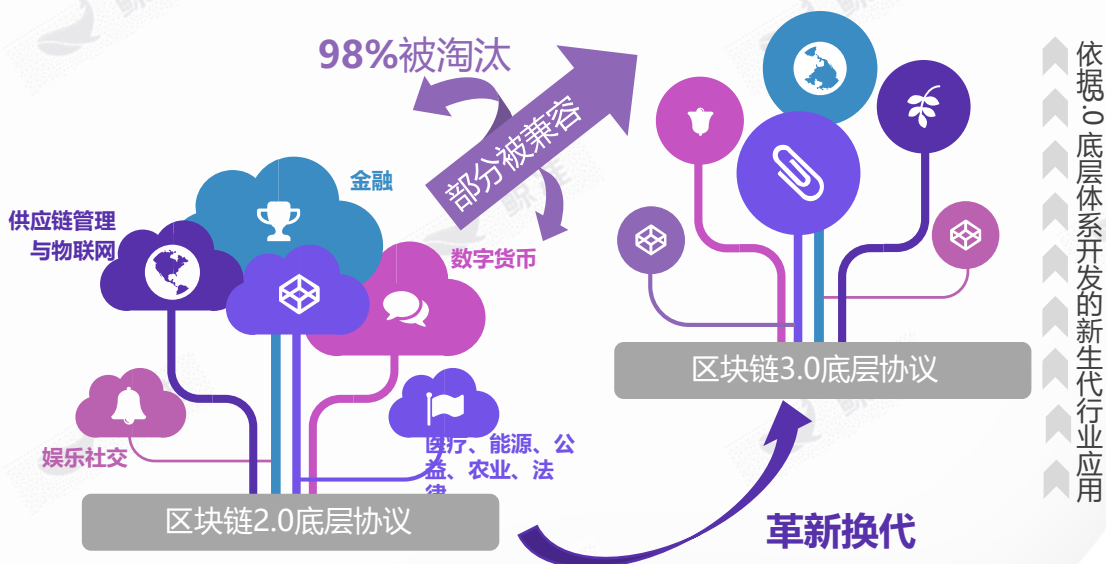 98%被淘汰
部分被兼容
金融
供应链管理
与物联网
数字货币
娱乐社交
医疗、能源、公
益、农业、法
律
区块链2.0底层协议
区块链3.0底层协议
革新换代
依据3.0 底层体系开发的新生代行业应用